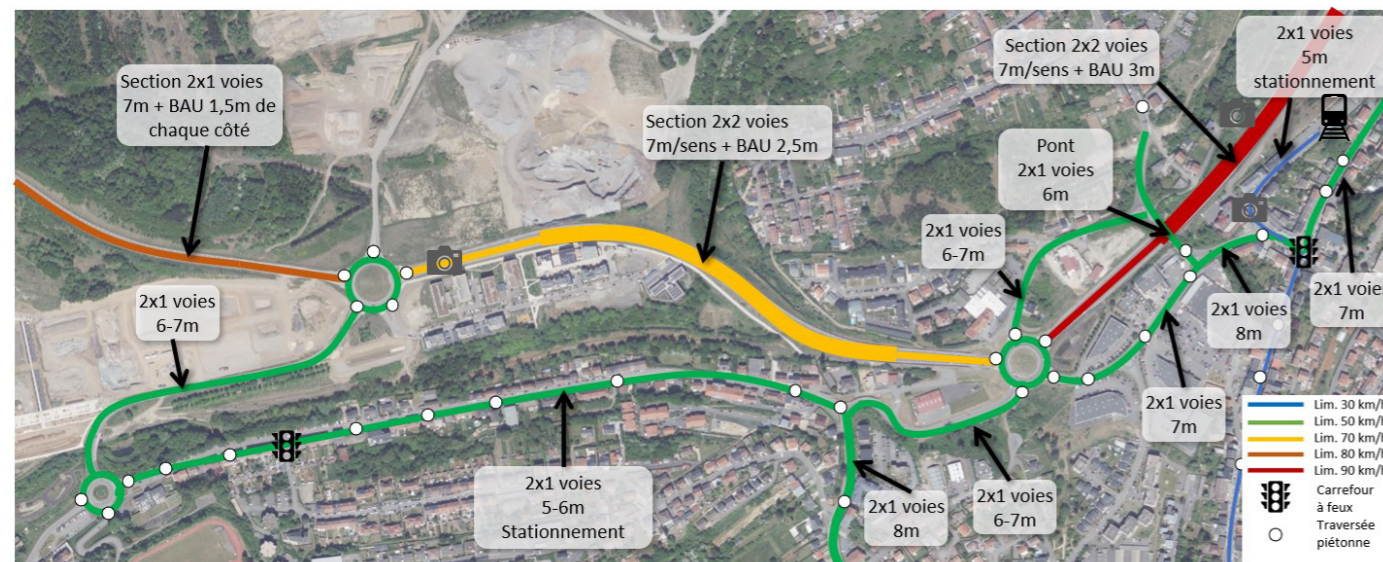 Section 2x1 voies
7m + BAU 1,5m de
chaque côté
Section 2x2 voies
7m/sens + BAU 2,5m
Section 2x2 voies
7m/sens + BAU 3m
2x1 voies
5m
stationnement
Pont
2x1 voies
6m
2x1 voies
6-7m
2x1 voies
6-7m
2x1 voies
8m
2x1 voies
7m
2x1 voies
7m
2x1 voies
5-6m
Stationnement
2x1 voies
8m
2x1 voies
6-7m
Lim. 30 km/h
Lim. 50 km/h
Lim. 70 km/h
Lim. 80 km/h
Lim. 90 km/h
Carrefour
à feux
Traversée
piétonne